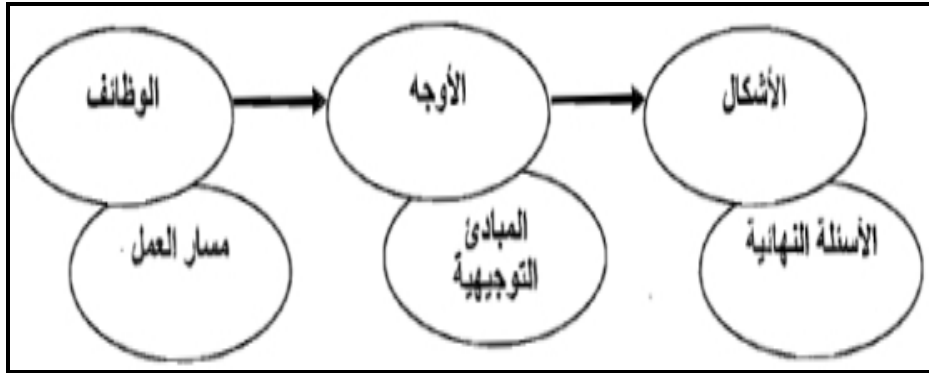 الأشكال
الأوجه
الوظائف
الأسئلة النهائية
المبادئ
التوجيهية
مسار العمل